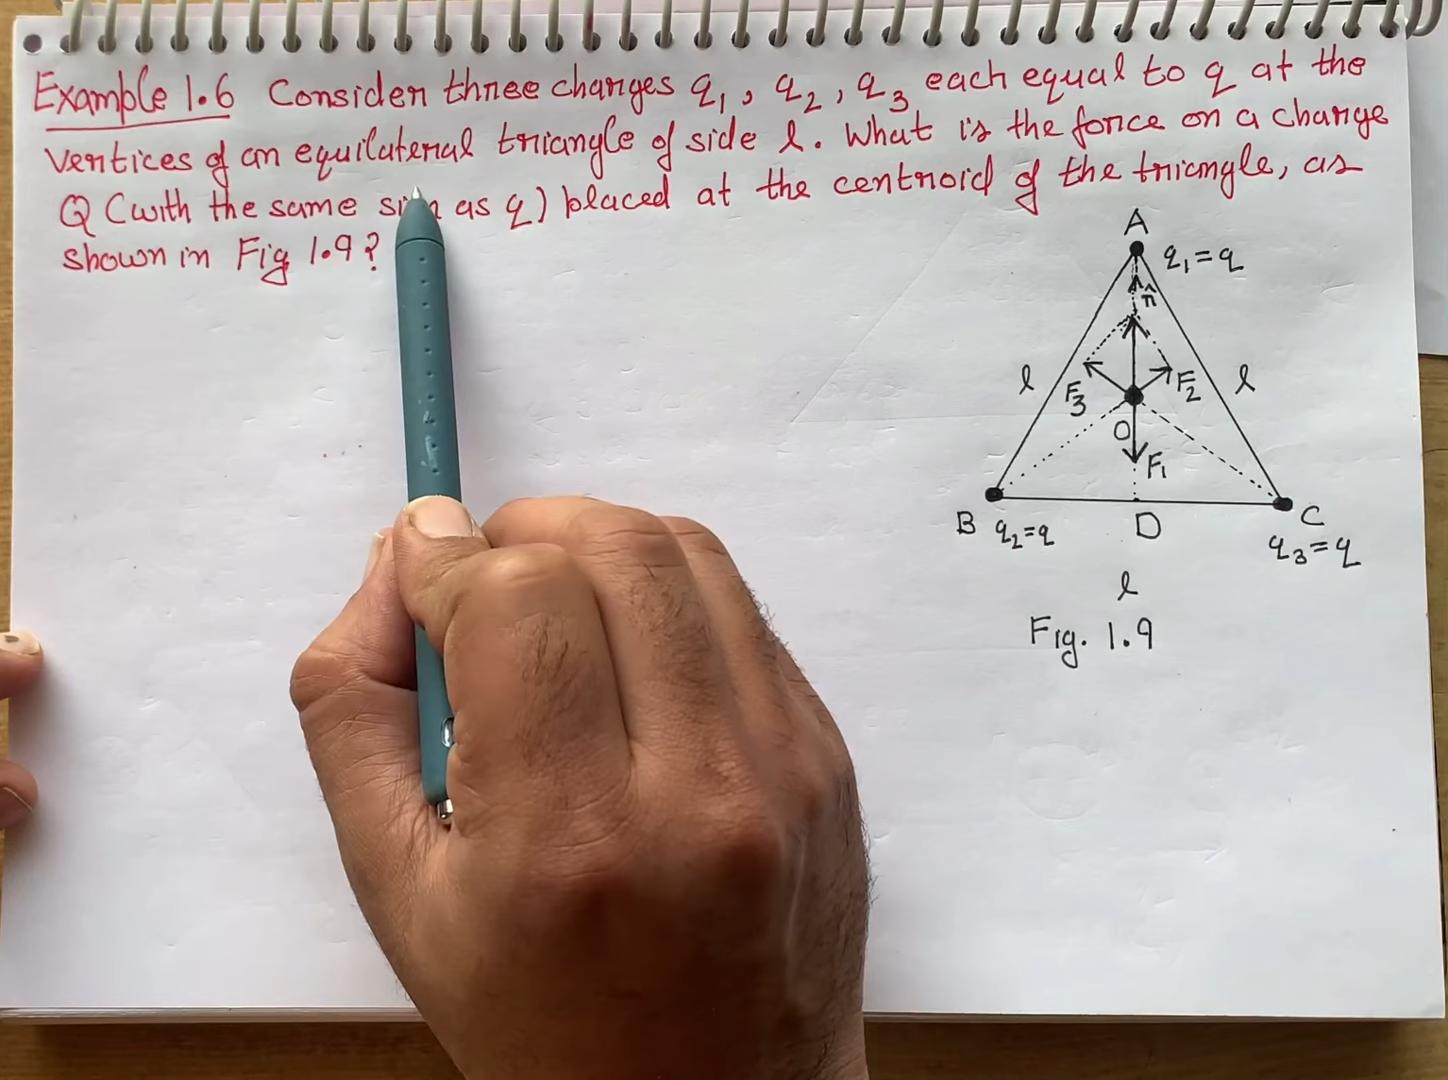 Example 1.6 Consider three charges q₁, q₂, q₃ each equal to q at the
vertices of an equilateral triangle of side l. What is the force on a charge
Q (with the same as q) placed at the centroid of the triangle, as
shown in Fig 1.9?
A
q₁=q
n̂
l
l
F₃
F₂
O
F₁
B q₂=q
D
C
q₃=q
l
Fig. 1.9